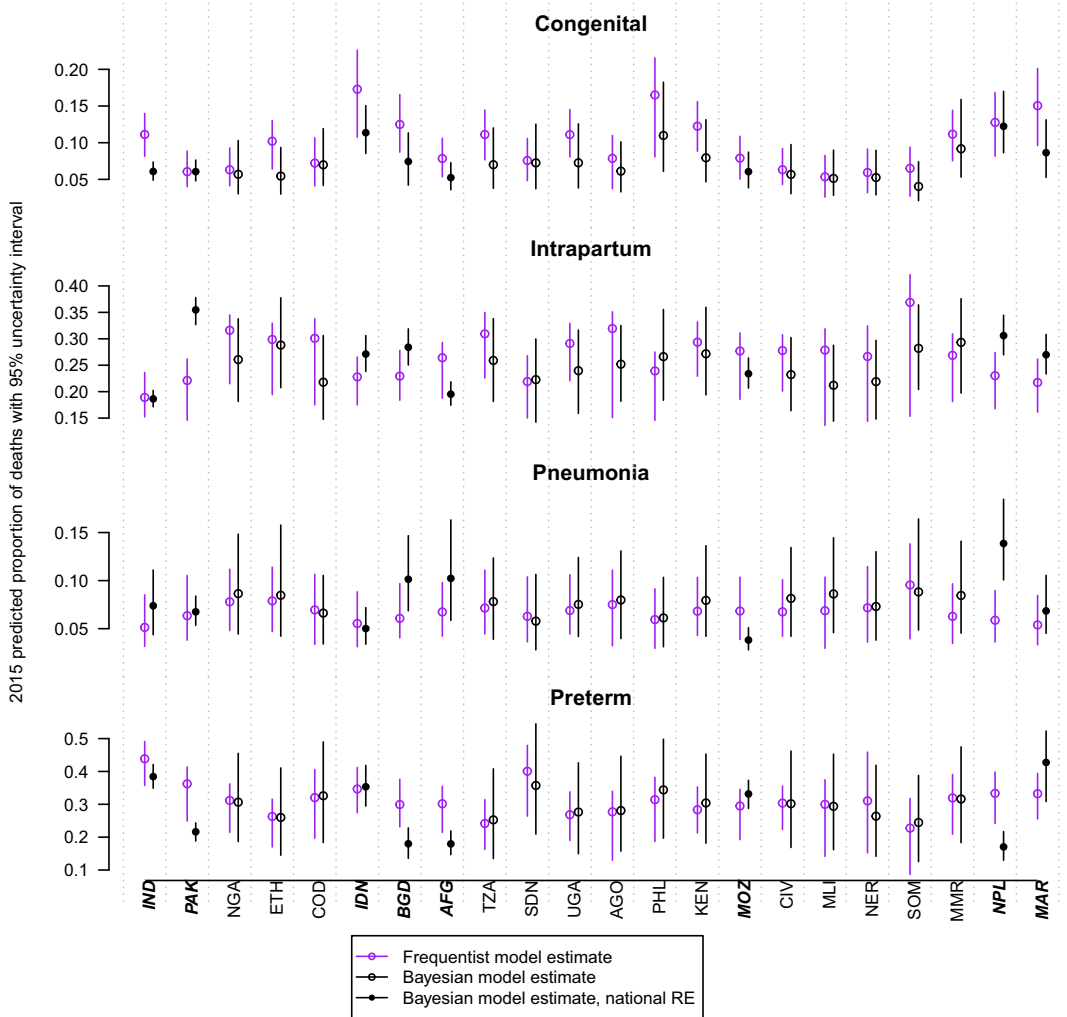 Congenital
0.20
0.15
0.10
0.05
Intrapartum
0.40
0.35
0.30
0.25
0.20
0.15
Pneumonia
0.15
0.10
0.05
Preterm
0.5
0.4
0.3
0.2
0.1
2015 predicted proportion of deaths with 95% uncertainty interval
IND PAK NGA ETH COD IDN BGD AFG TZA SDN UGA AGO PHL KEN MOZ CIV MLI NER SOM MMR NPL MAR
Frequentist model estimate
Bayesian model estimate
Bayesian model estimate, national RE